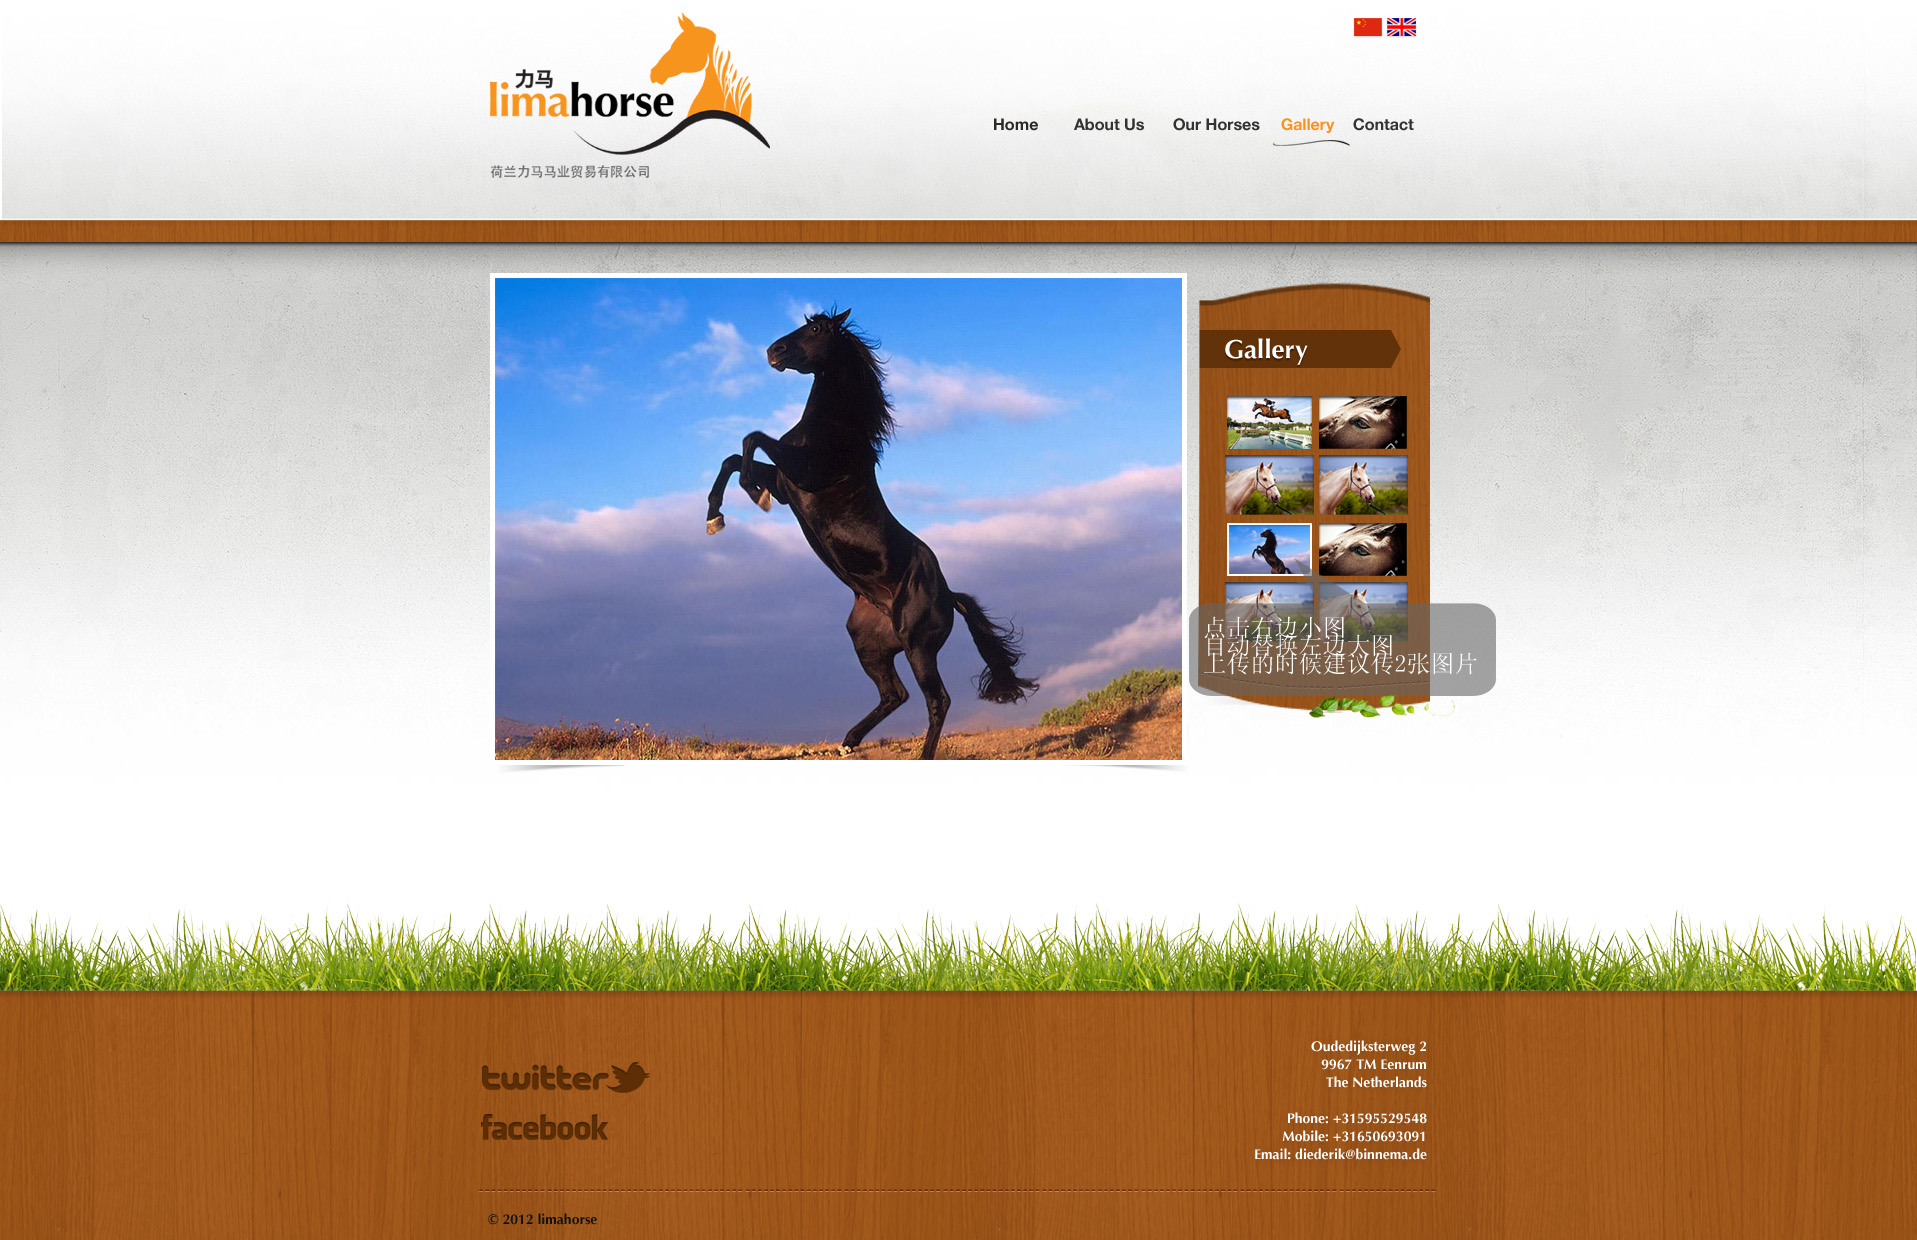 力马
limahorse
荷兰力马马业贸易有限公司
Home
About Us
Our Horses
Gallery
Contact
Gallery
点击右边小图
自动替换左边大图
上传的时候建议传2张图片
twitter
facebook
Oudedijksterweg 2
9967 TM Eenrum
The Netherlands
Phone: +31595529548
Mobile: +31650693091
Email: diederik@binnema.de
© 2012 limahorse